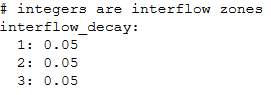 # integers are interflow zones
interflow_decay:
  1: 0.05
  2: 0.05
  3: 0.05